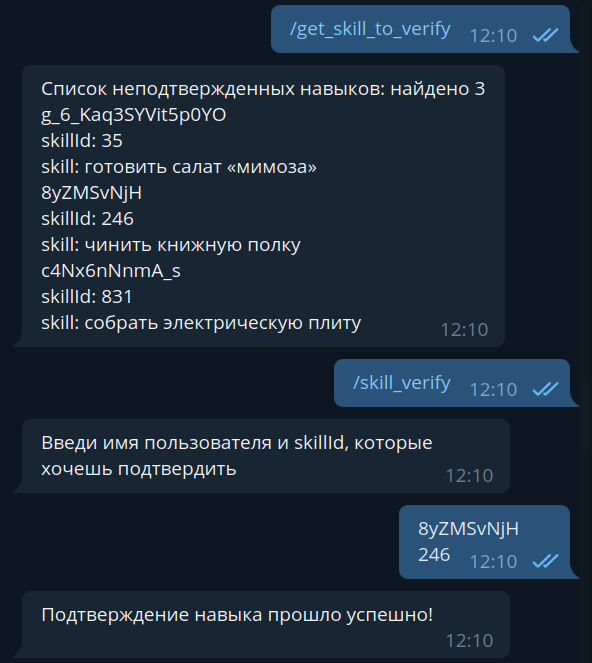 /get_skill_to_verify 12:10
Список неподтвержденных навыков: найдено 3
g_6_Kaq3SYVit5p0YO
skillId: 35
skill: готовить салат «мимоза»
8yZMSvNjH
skillId: 246
skill: чинить книжную полку
c4Nx6nNnmA_s
skillId: 831
skill: собрать электрическую плиту 12:10
/skill_verify 12:10
Введи имя пользователя и skillId, которые
хочешь подтвердить 12:10
8yZMSvNjH
246 12:10
Подтверждение навыка прошло успешно!
12:10